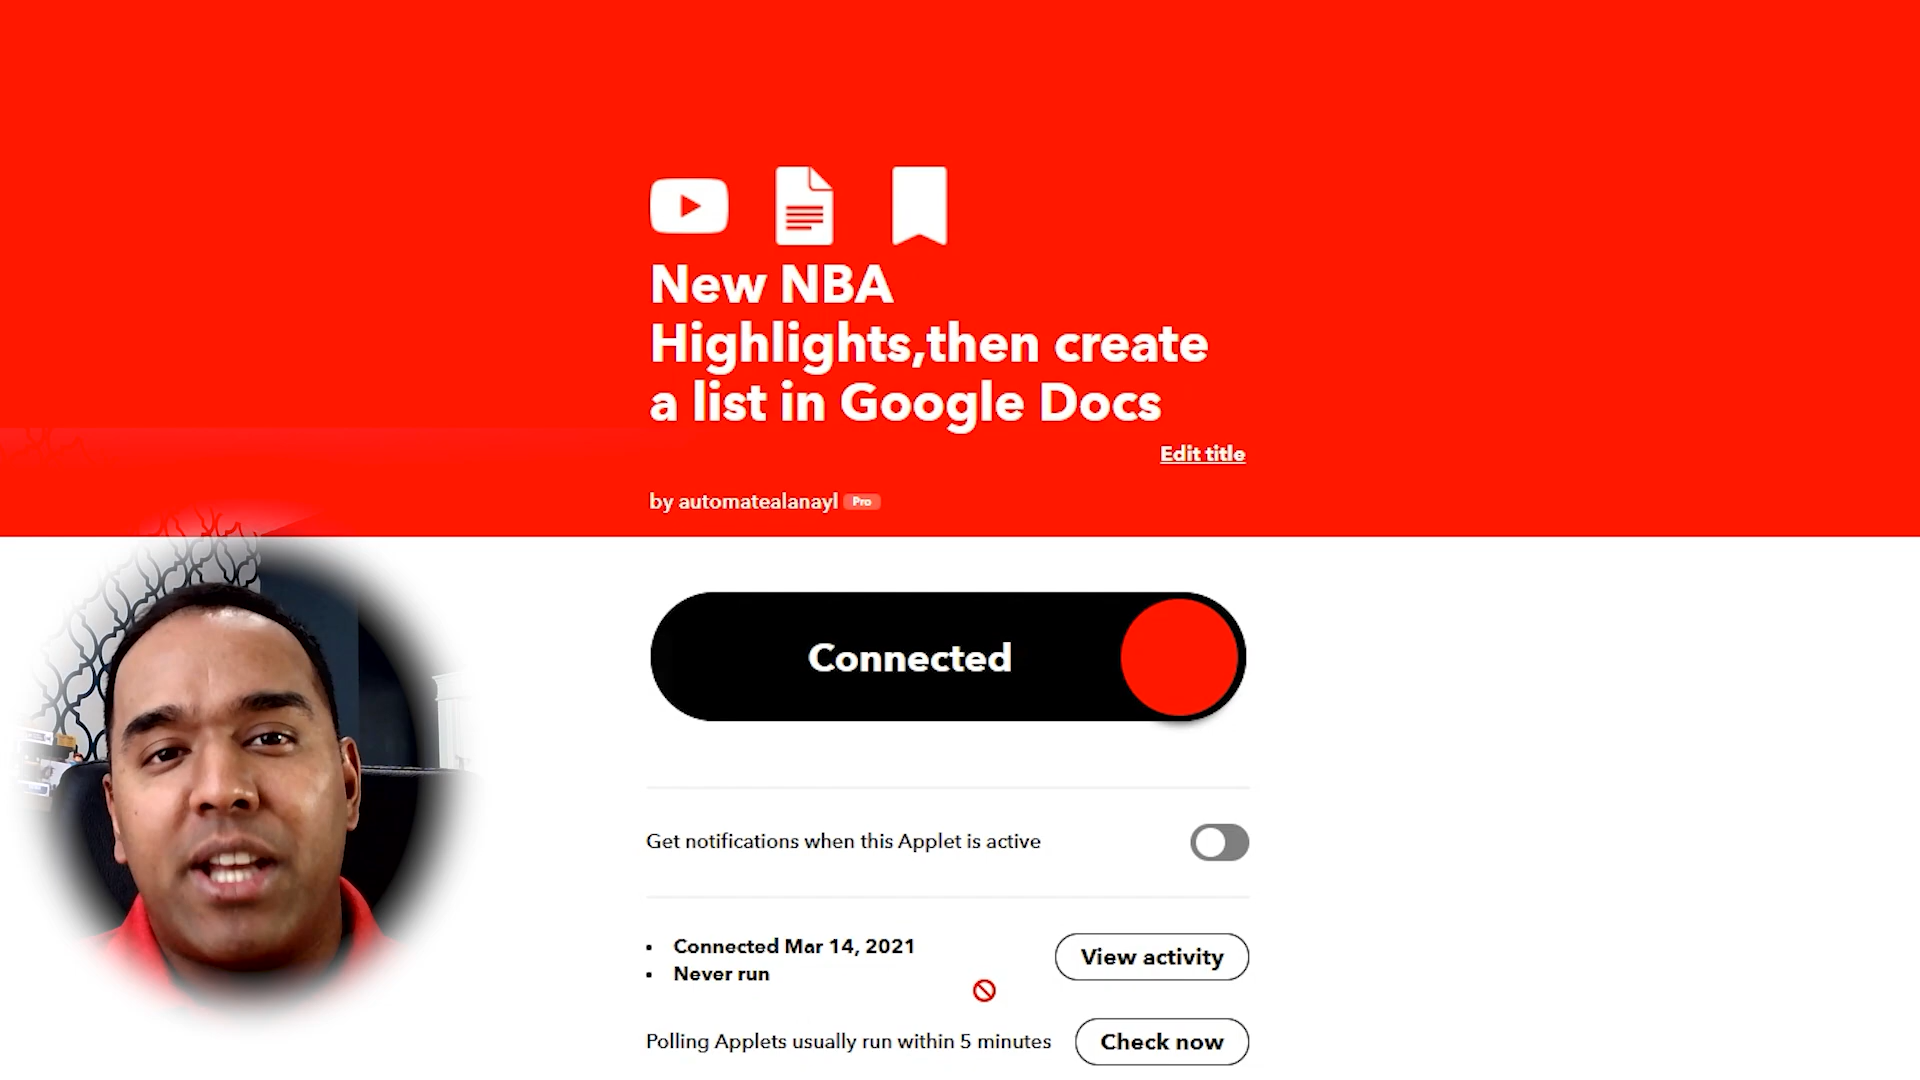 New NBA
Highlights,then create
a list in Google Docs
Edit title
by automatealanayl Pro
Connected
Get notifications when this Applet is active
Connected Mar 14, 2021
Never run
View activity
Polling Applets usually run within 5 minutes
Check now